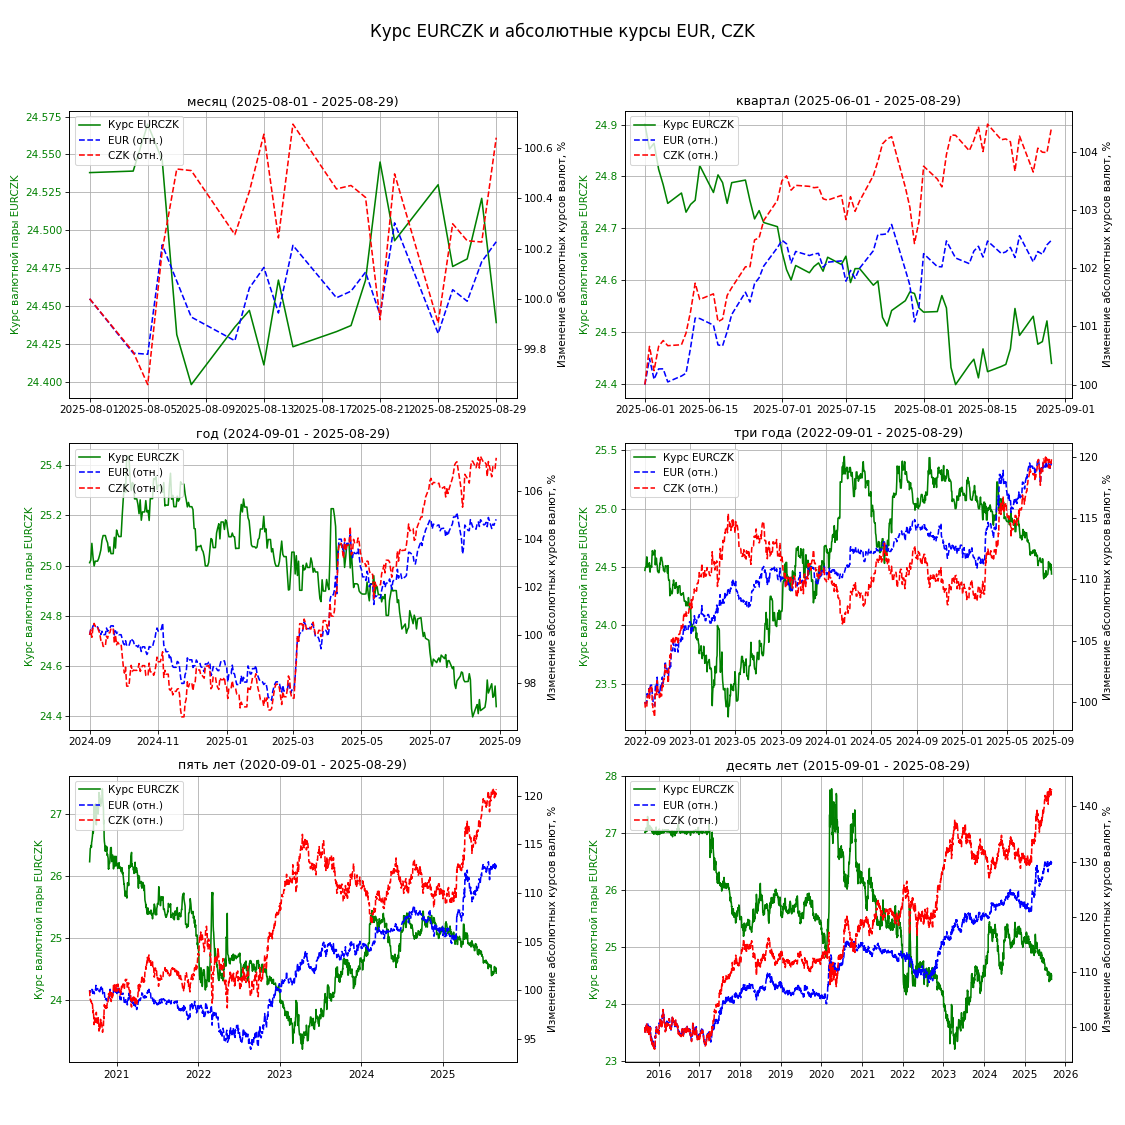 Курс EURCZK и абсолютные курсы EUR, CZK
месяц (2025-08-01 - 2025-08-29)
Курс EURCZK
EUR (отн.)
CZK (отн.)
Курс валютной пары EURCZK
24.575
24.550
24.525
24.500
24.475
24.450
24.425
24.400
100.6
100.4
100.2
100.0
99.8
Изменение абсолютных курсов валют, %
2025-08-01 2025-08-05 2025-08-09 2025-08-13 2025-08-17 2025-08-21 2025-08-25 2025-08-29
квартал (2025-06-01 - 2025-08-29)
Курс EURCZK
EUR (отн.)
CZK (отн.)
Курс валютной пары EURCZK
24.9
24.8
24.7
24.6
24.5
24.4
104
103
102
101
100
Изменение абсолютных курсов валют, %
2025-06-01 2025-06-15 2025-07-01 2025-07-15 2025-08-01 2025-08-15 2025-09-01
год (2024-09-01 - 2025-08-29)
Курс EURCZK
EUR (отн.)
CZK (отн.)
Курс валютной пары EURCZK
25.4
25.2
25.0
24.8
24.6
24.4
106
104
102
100
98
Изменение абсолютных курсов валют, %
2024-09 2024-11 2025-01 2025-03 2025-05 2025-07 2025-09
три года (2022-09-01 - 2025-08-29)
Курс EURCZK
EUR (отн.)
CZK (отн.)
Курс валютной пары EURCZK
25.5
25.0
24.5
24.0
23.5
120
115
110
105
100
Изменение абсолютных курсов валют, %
2022-09 2023-01 2023-05 2023-09 2024-01 2024-05 2024-09 2025-01 2025-05 2025-09
пять лет (2020-09-01 - 2025-08-29)
Курс EURCZK
EUR (отн.)
CZK (отн.)
Курс валютной пары EURCZK
27
26
25
24
120
115
110
105
100
95
Изменение абсолютных курсов валют, %
2021 2022 2023 2024 2025
десять лет (2015-09-01 - 2025-08-29)
Курс EURCZK
EUR (отн.)
CZK (отн.)
Курс валютной пары EURCZK
28
27
26
25
24
23
140
130
120
110
100
Изменение абсолютных курсов валют, %
2016 2017 2018 2019 2020 2021 2022 2023 2024 2025 2026